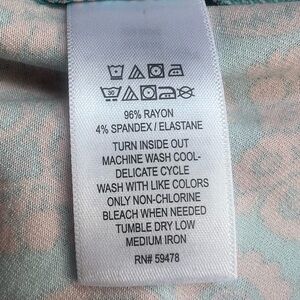 96% RAYON
4% SPANDEX / ELASTANE
TURN INSIDE OUT
MACHINE WASH COOL-
DELICATE CYCLE
WASH WITH LIKE COLORS
ONLY NON-CHLORINE
BLEACH WHEN NEEDED
TUMBLE DRY LOW
MEDIUM IRON
RN# 59478